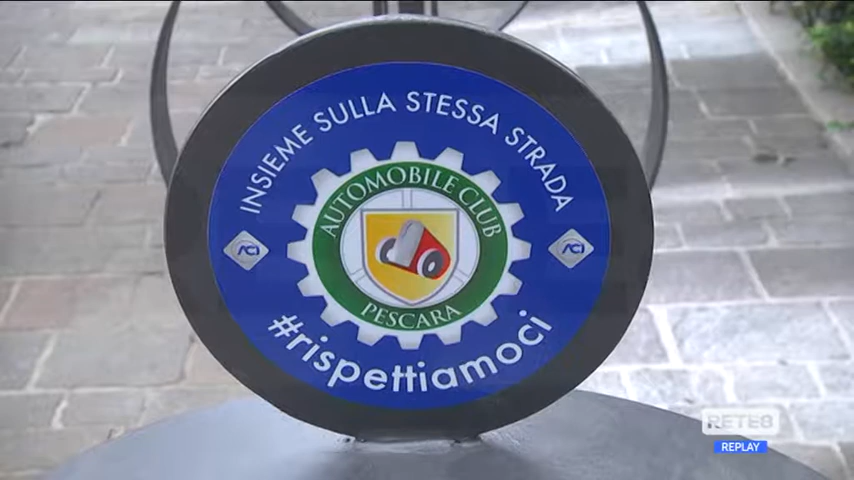 INSIEME SULLA STESSA STRADA
AUTOMOBILE CLUB
ACI
ACI
PESCARA
#rispettiamoci
RETE8
REPLAY